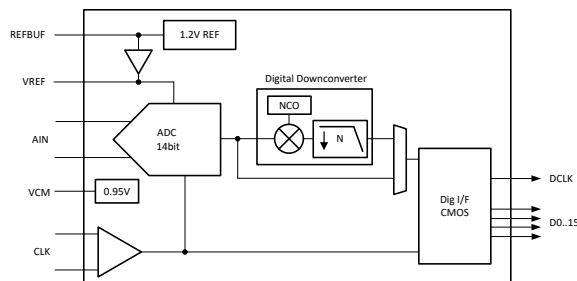 REFBUF
1.2V REF
VREF
Digital Downconverter
NCO
ADC
14bit
N
AIN
VCM
0.95V
Dig I/F
CMOS
DCLK
D0..15
CLK